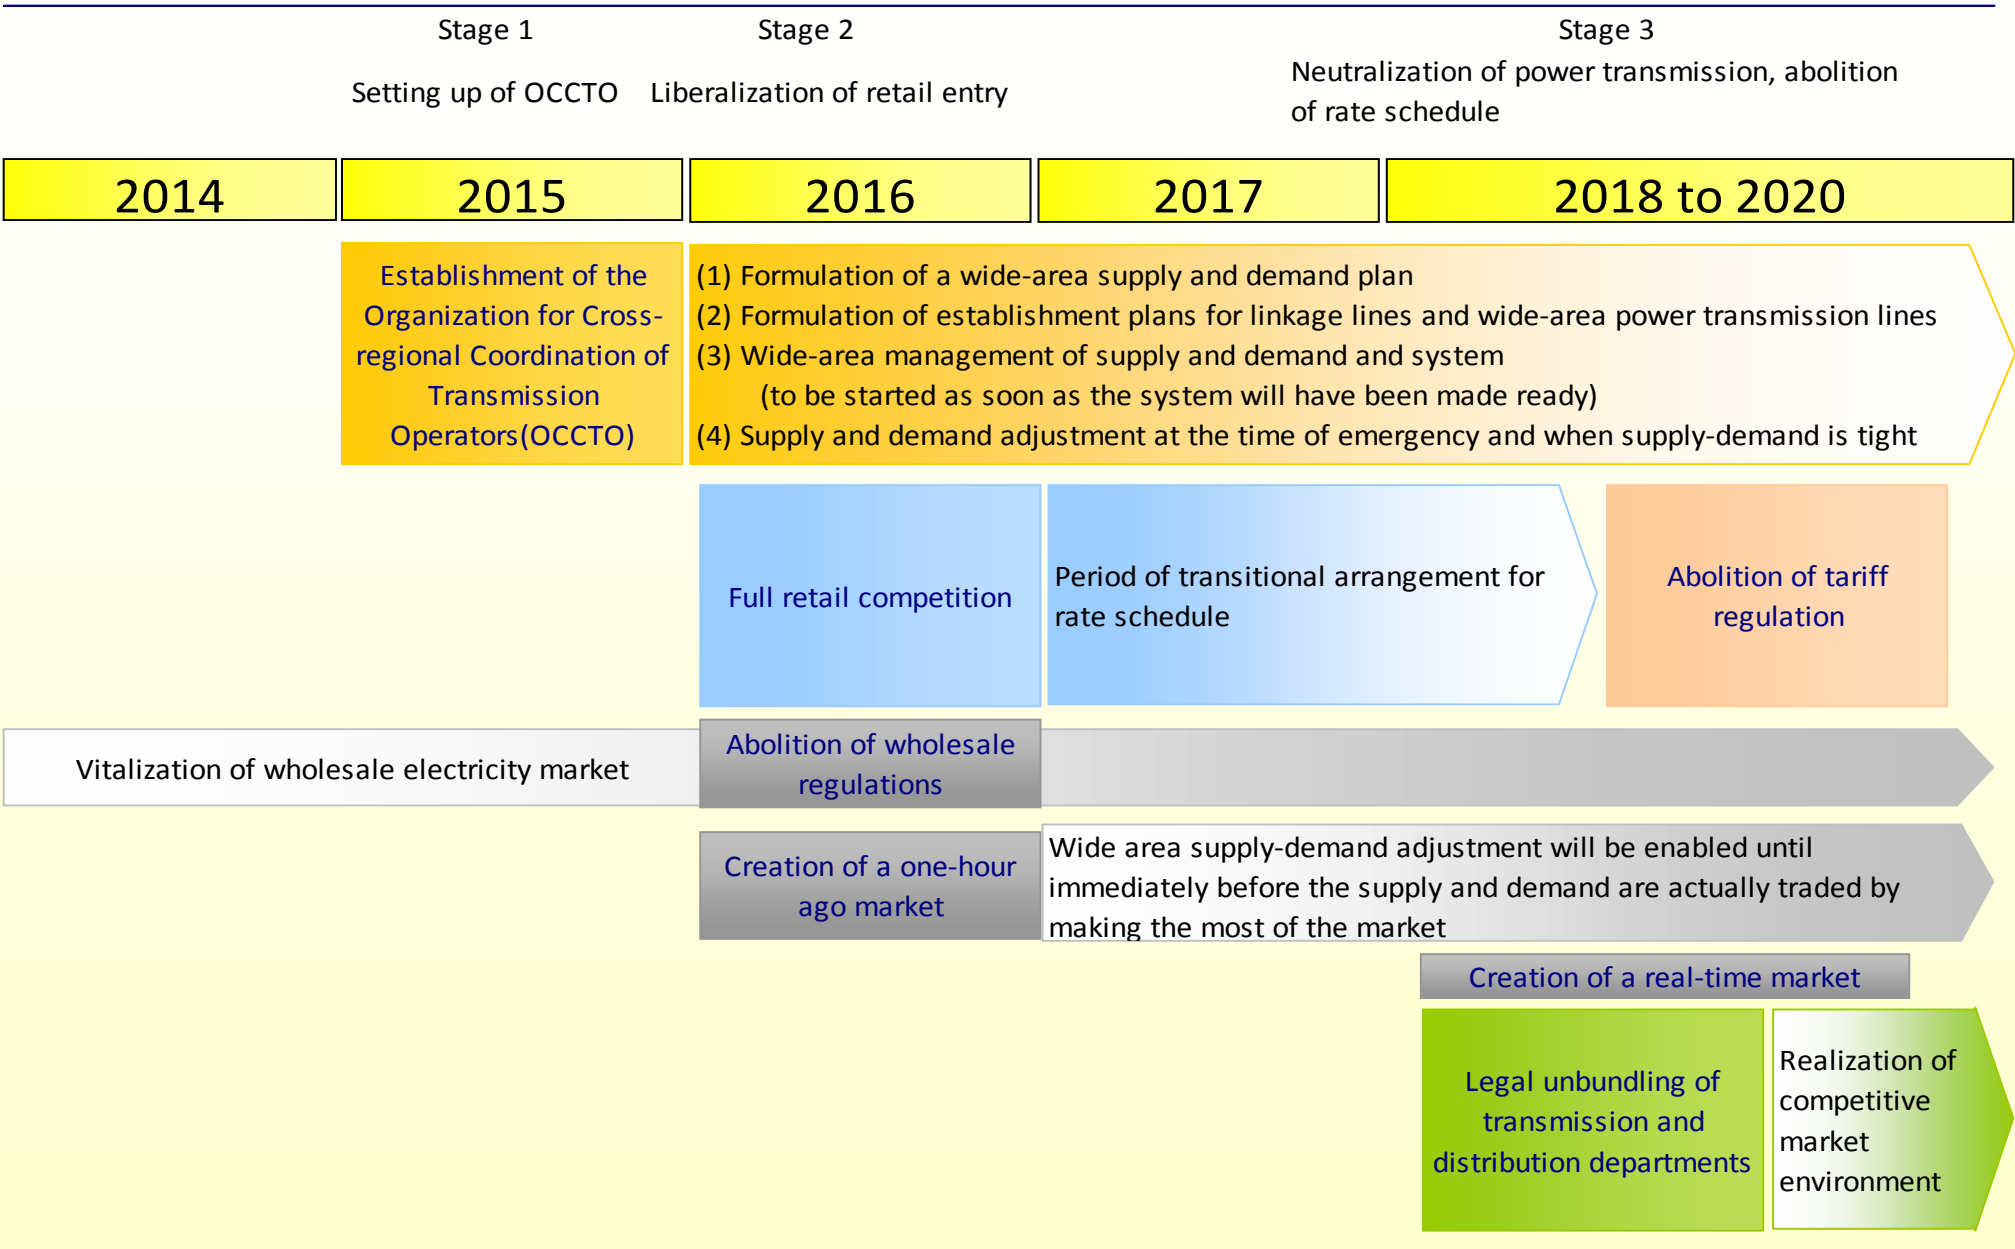 Stage 1
Stage 2
Stage 3
Setting up of OCCTO
Liberalization of retail entry
Neutralization of power transmission, abolition
of rate schedule
2014
2015
2016
2017
2018 to 2020
Establishment of the
Organization for Cross-
regional Coordination of
Transmission
Operators(OCCTO)
(1) Formulation of a wide-area supply and demand plan
(2) Formulation of establishment plans for linkage lines and wide-area power transmission lines
(3) Wide-area management of supply and demand and system
(to be started as soon as the system will have been made ready)
(4) Supply and demand adjustment at the time of emergency and when supply-demand is tight
Full retail competition
Period of transitional arrangement for
rate schedule
Abolition of tariff
regulation
Vitalization of wholesale electricity market
Abolition of wholesale
regulations
Creation of a one-hour
ago market
Wide area supply-demand adjustment will be enabled until
immediately before the supply and demand are actually traded by
making the most of the market
Creation of a real-time market
Legal unbundling of
transmission and
distribution departments
Realization of
competitive
market
environment